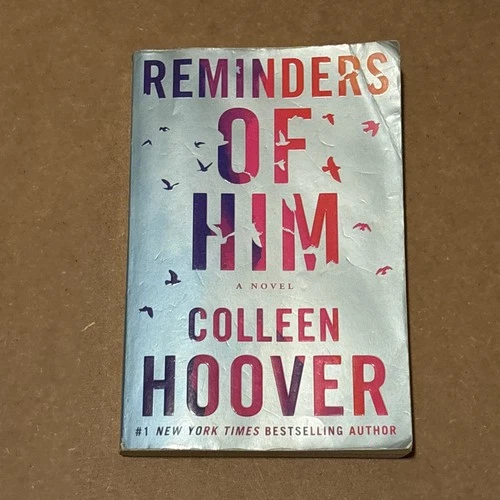 REMINDERS
OF
HIM
A NOVEL
COLLEEN
HOOVER
#1 NEW YORK TIMES BESTSELLING AUTHOR